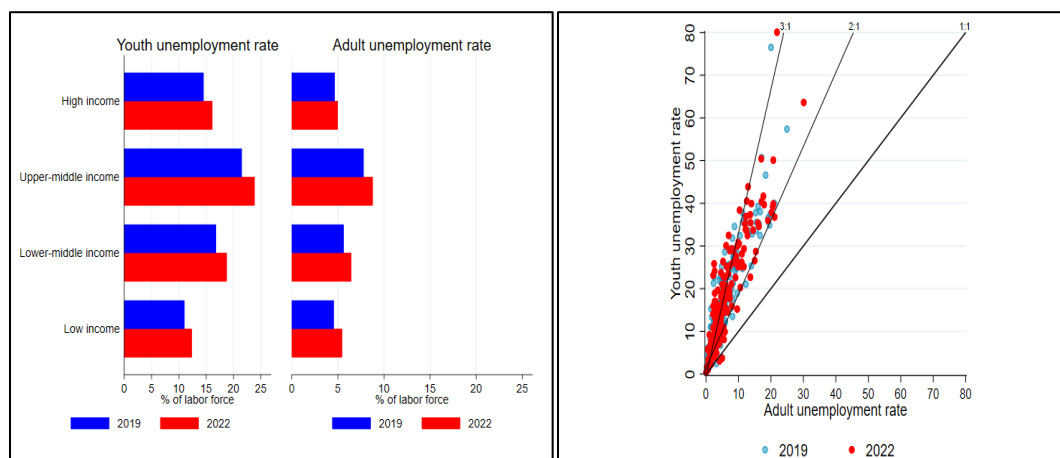 Youth unemployment rate
Adult unemployment rate
High income
Upper-middle income
Lower-middle income
Low income
0 5 10 15 20 25
0 5 10 15 20 25
% of labor force
% of labor force
2019 2022
2019 2022
3:1 2:1 1:1
Youth unemployment rate
80
70
60
50
40
30
20
10
0
0 10 20 30 40 50 60 70 80
Adult unemployment rate
2019 2022